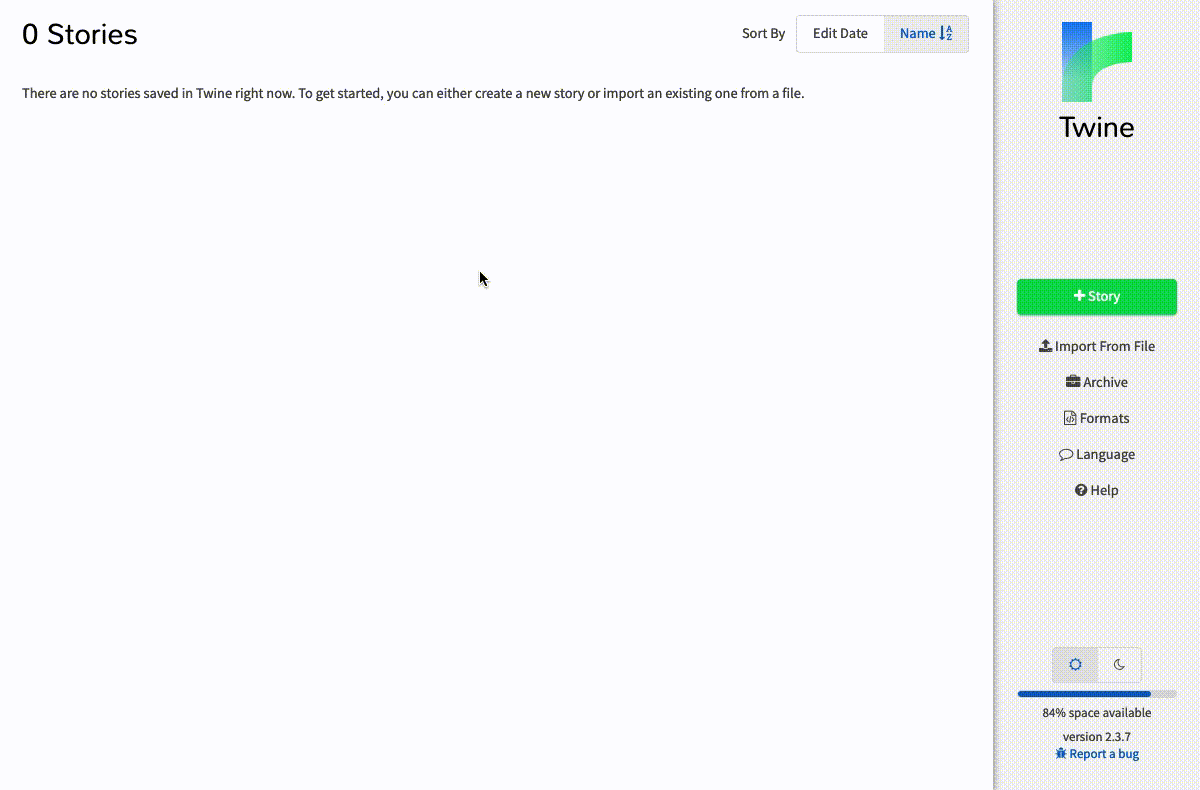 0 Stories
Sort By Edit Date Name
There are no stories saved in Twine right now. To get started, you can either create a new story or import an existing one from a file.
Twine
Story
Import From File
Archive
Formats
Language
Help
84% space available
version 2.3.7
Report a bug